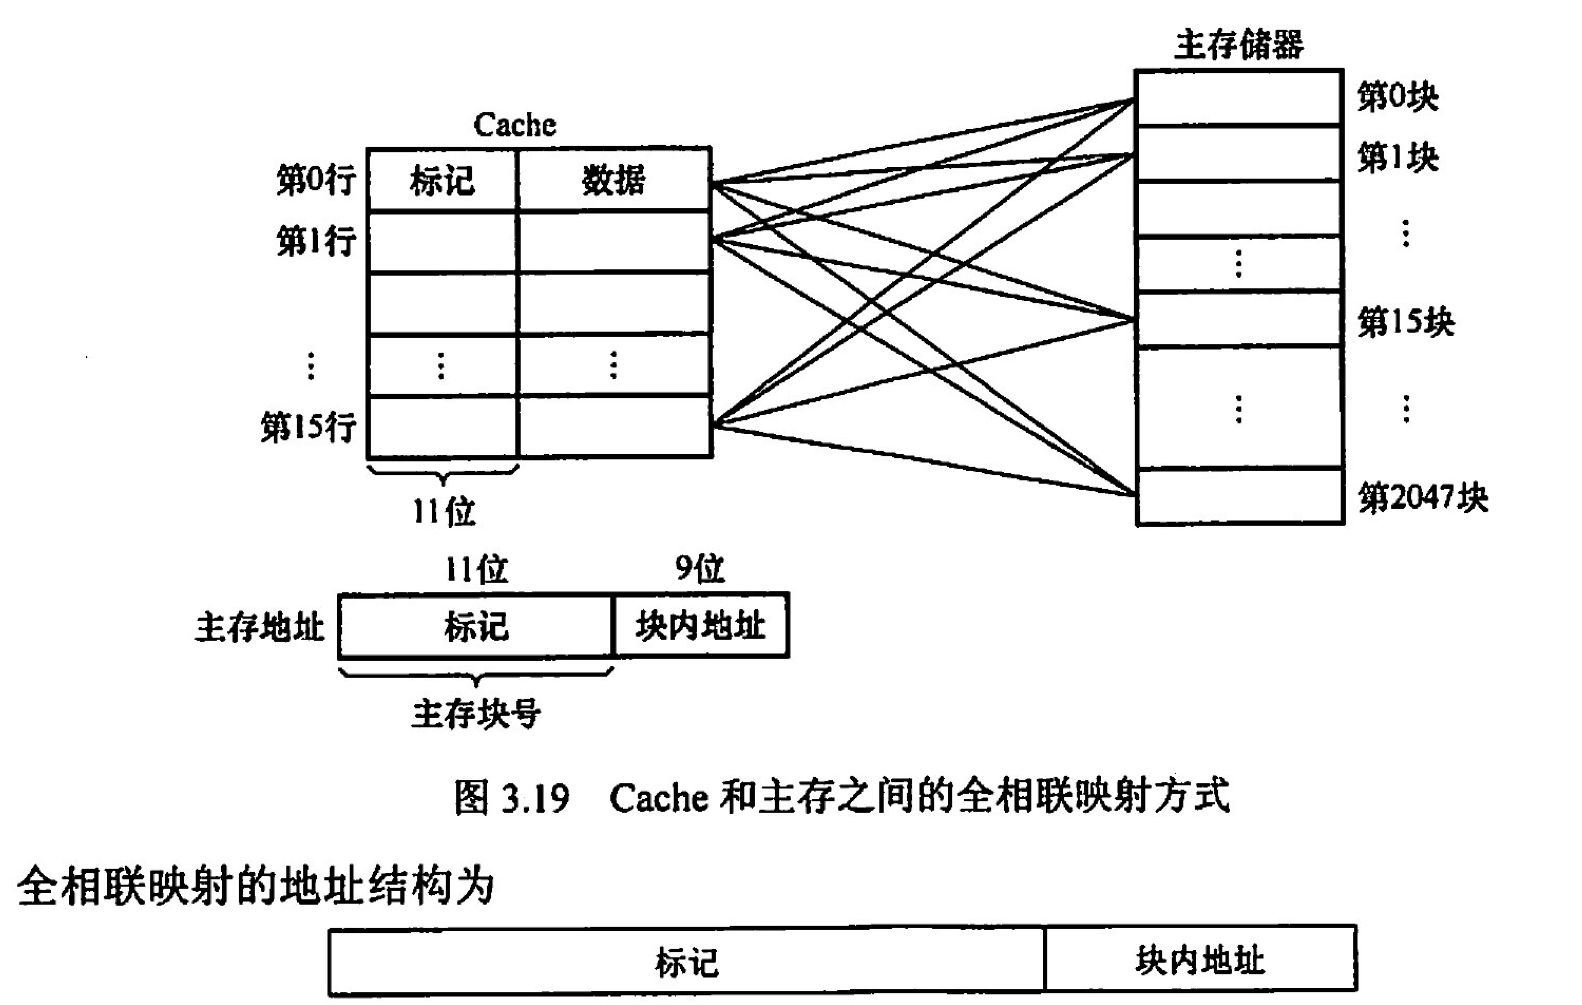 主存储器
第0块
Cache
第1块
第0行 标记 数据
第1行
⋮
⋮
第15块
⋮ ⋮ ⋮
⋮ ⋮
第15行
第2047块
11位
11位 9位
主存地址 标记 块内地址
主存块号
图 3.19 Cache 和主存之间的全相联映射方式
全相联映射的地址结构为
标记 块内地址